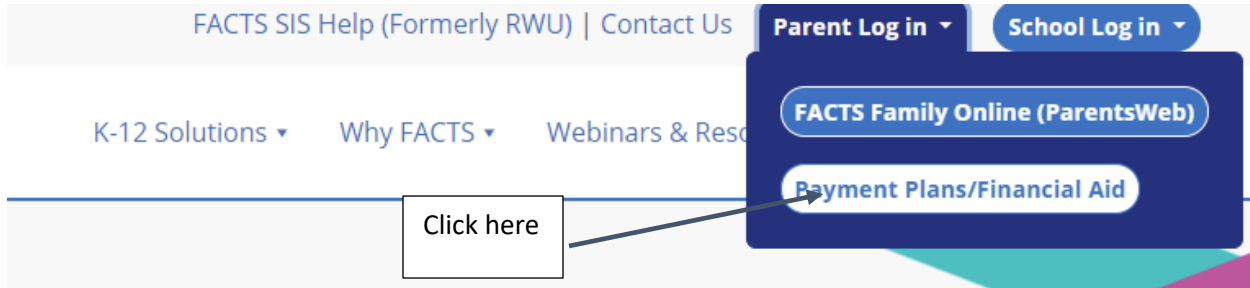 FACTS SIS Help (Formerly RWU) | Contact Us Parent Log in School Log in
FACTS Family Online (ParentsWeb)
K-12 Solutions Why FACTS Webinars &
Payment Plans/Financial Aid
Click here